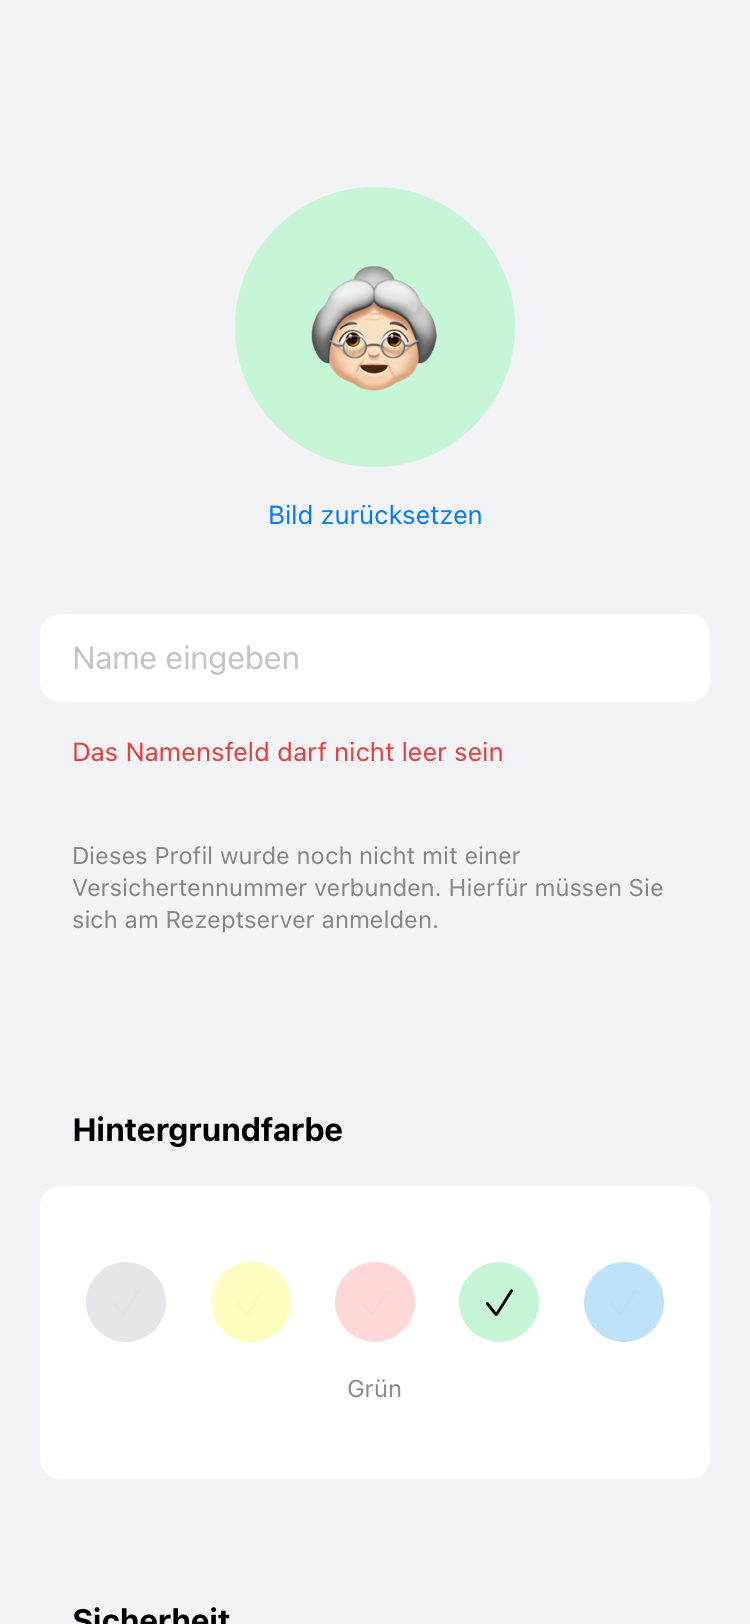 Bild zurücksetzen
Name eingeben
Das Namensfeld darf nicht leer sein
Dieses Profil wurde noch nicht mit einer
Versichertennummer verbunden. Hierfür müssen Sie
sich am Rezeptserver anmelden.
Hintergrundfarbe
Grün
Sicherheit